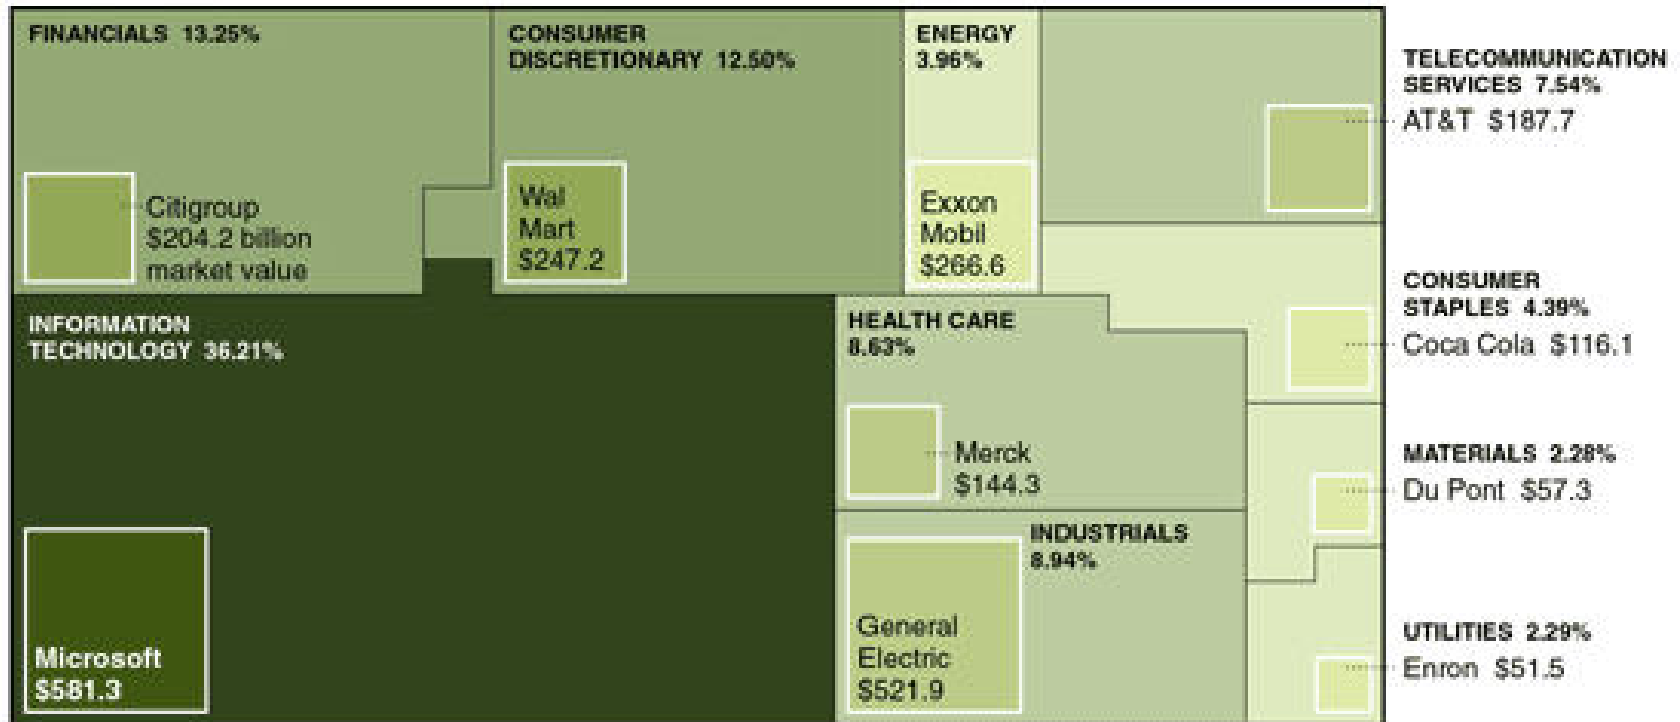 FINANCIALS 13.25%
Citigroup
$204.2 billion
market value
CONSUMER
DISCRETIONARY 12.50%
Wal
Mart
$247.2
ENERGY
3.96%
Exxon
Mobil
$266.6
TELECOMMUNICATION
SERVICES 7.54%
AT&T $187.7
CONSUMER
STAPLES 4.39%
Coca Cola $116.1
INFORMATION
TECHNOLOGY 36.21%
Microsoft
$581.3
HEALTH CARE
8.63%
Merck
$144.3
INDUSTRIALS
8.94%
General
Electric
$521.9
MATERIALS 2.28%
Du Pont $57.3
UTILITIES 2.29%
Enron $51.5